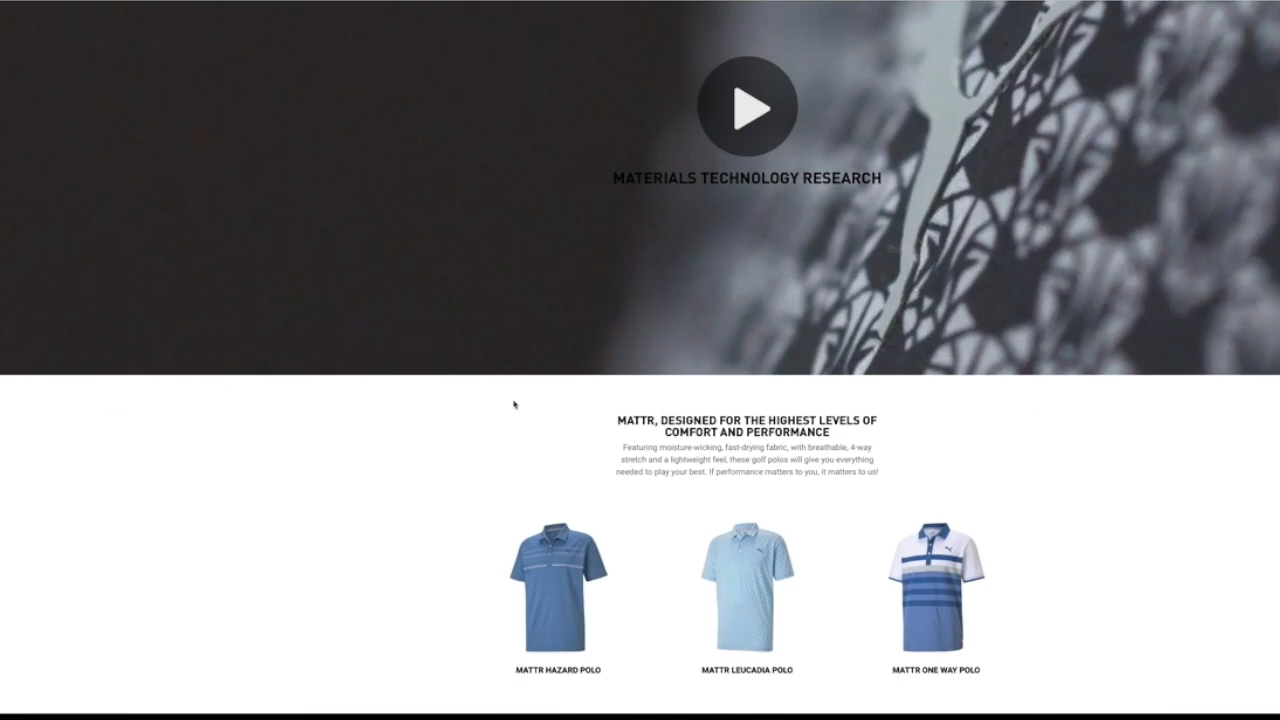 MATERIALS TECHNOLOGY RESEARCH
MATTR, DESIGNED FOR THE HIGHEST LEVELS OF
COMFORT AND PERFORMANCE
Featuring moisture-wicking, fast-drying fabric, with breathable, 4-way
stretch and a lightweight feel, these golf polos will give you everything
needed to play your best. If performance matters to you, it matters to us!
MATTR HAZARD POLO
MATTR LEUCADIA POLO
MATTR ONE WAY POLO